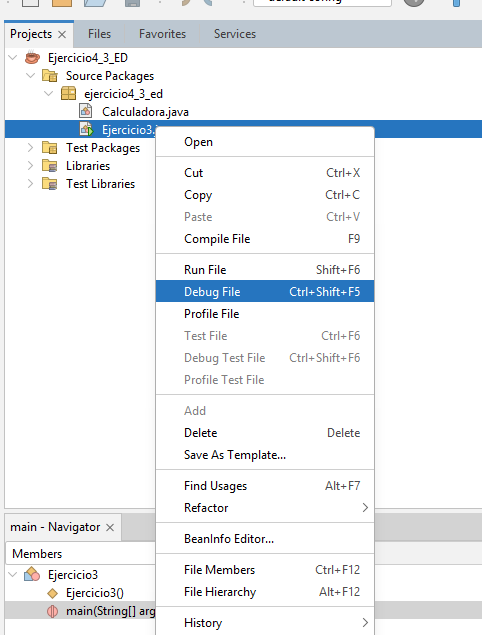 Projects × Files Favorites Services
Ejercicio4_3_ED
Source Packages
ejercicio4_3_ed
Calculadora.java
Ejercicio3.
Test Packages
Libraries
Test Libraries
Open
Cut Ctrl+X
Copy Ctrl+C
Paste Ctrl+V
Compile File F9
Run File Shift+F6
Debug File Ctrl+Shift+F5
Profile File
Test File Ctrl+F6
Debug Test File Ctrl+Shift+F6
Profile Test File
Add
Delete Delete
Save As Template...
Find Usages Alt+F7
Refactor
BeanInfo Editor...
File Members Ctrl+F12
File Hierarchy Alt+F12
History
main - Navigator ×
Members
Ejercicio3
Ejercicio3()
main(String[] arg